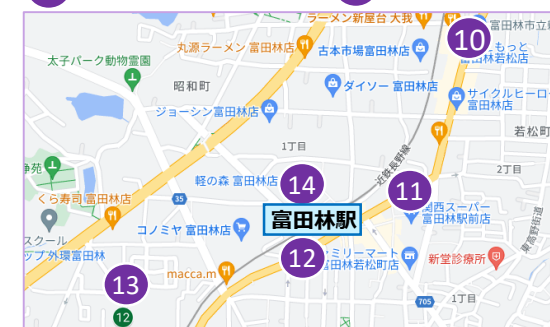 ラーメン新屋台 大我
10
富田林市立
丸源ラーメン 富田林店
古本市場富田林店
もっと
富田林若松店
太子パーク動物霊園
昭和町
ダイソー 富田林店
サイクルヒーロー
富田林店
ジョーシン富田林店
若松町
1丁目
近鉄長野線
2丁目
浄苑
軽の森 富田林店
14
11
くら寿司 富田林店
35
富田林駅
関西スーパー
富田林駅前店
東高野街道
スクール
ップ 外環富田林
コノミヤ 富田林店
12
ミリーマート
富田林若松町店
新堂診療所
macca.m
13
705
1丁目
12